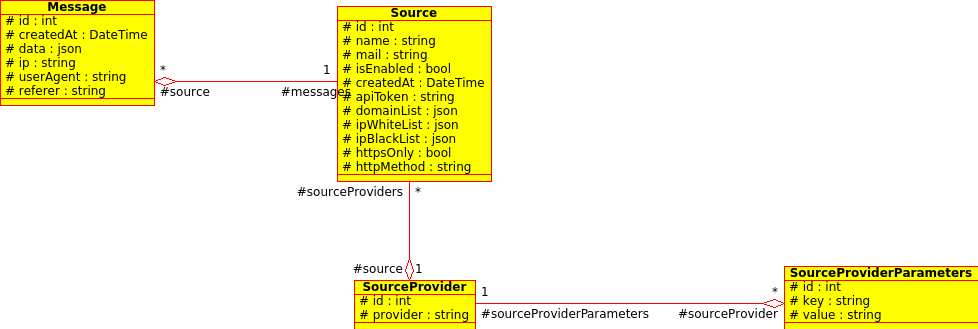 Message
# id : int
# createdAt : DateTime
# data : json
# ip : string
# userAgent : string
# referer : string
*
#source
1
#messages
Source
# id : int
# name : string
# mail : string
# isEnabled : bool
# createdAt : DateTime
# apiToken : string
# domainList : json
# ipWhiteList : json
# ipBlackList : json
# httpsOnly : bool
# httpMethod : string
#sourceProviders *
#source 1
SourceProvider
# id : int
# provider : string
1
#sourceProviderParameters
*
#sourceProvider
SourceProviderParameters
# id : int
# key : string
# value : string